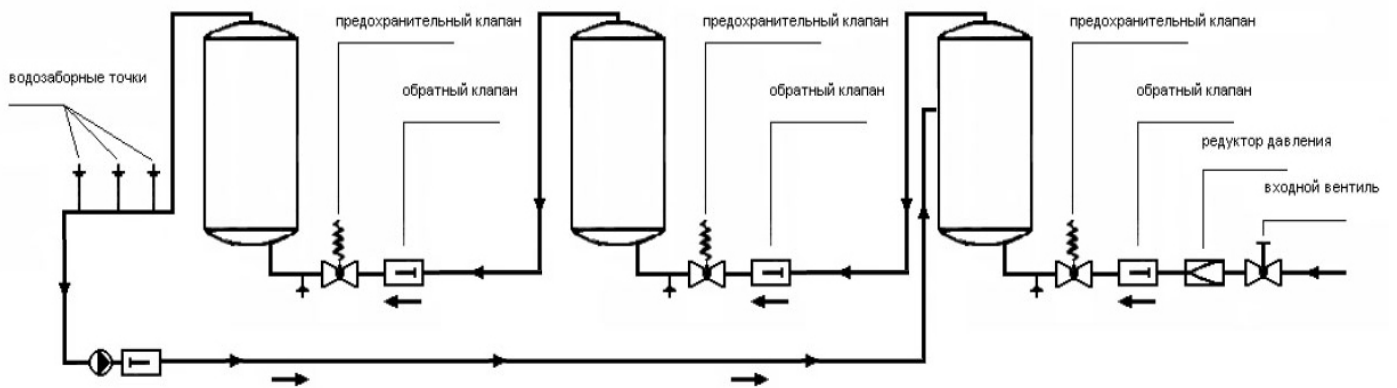 предохранительный клапан
предохранительный клапан
предохранительный клапан
водозаборные точки
обратный клапан
обратный клапан
обратный клапан
редуктор давления
входной вентиль